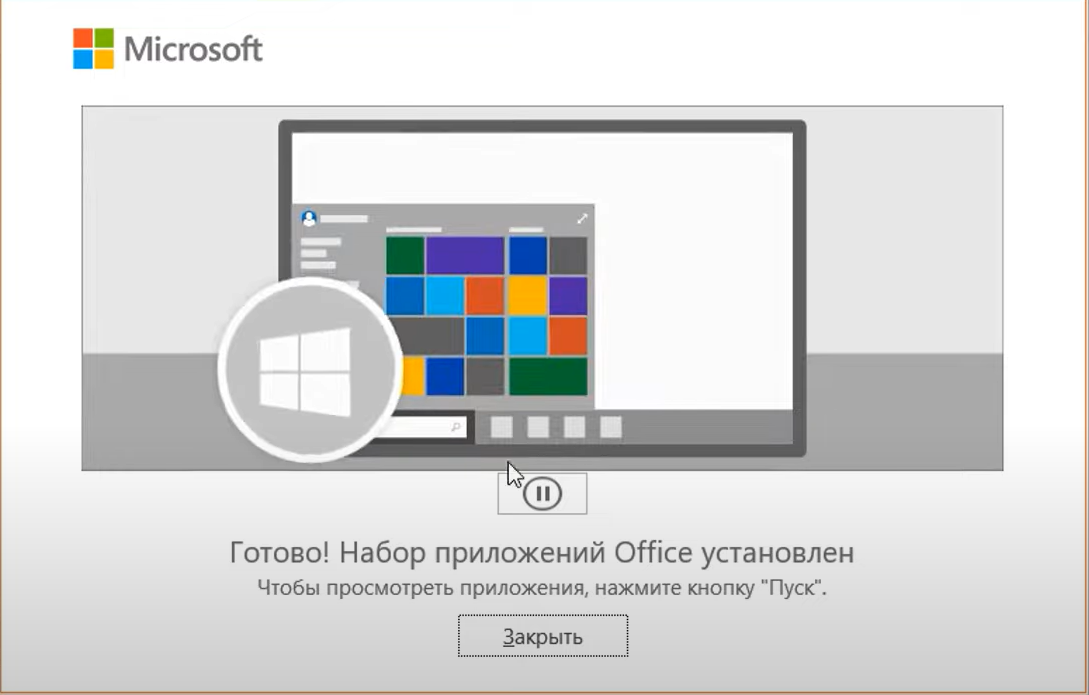 Microsoft
Готово! Набор приложений Office установлен
Чтобы просмотреть приложения, нажмите кнопку "Пуск".
Закрыть